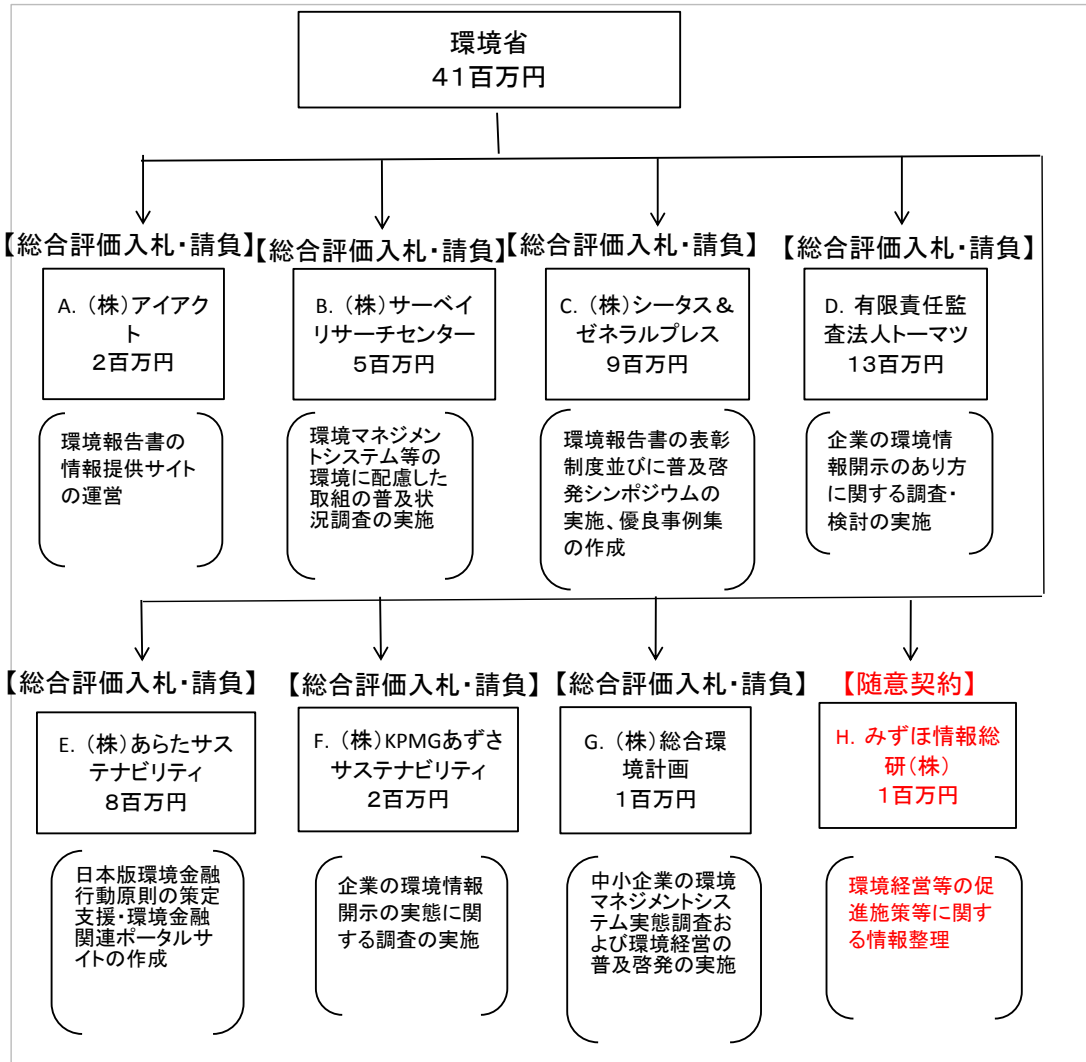 環境省
41百万円
【総合評価入札・請負】
【総合評価入札・請負】
【総合評価入札・請負】
【総合評価入札・請負】
A.（株）アイアク
ト
2百万円
B.（株）サーベイ
リサーチセンター
5百万円
C.（株）シータス＆
ゼネラルプレス
9百万円
D. 有限責任監
査法人トーマツ
13百万円
環境報告書の
情報提供サイト
の運営
環境マネジメン
トシステム等の
環境に配慮した
取組の普及状
況調査の実施
環境報告書の表彰
制度並びに普及啓
発シンポジウムの
実施、優良事例集
の作成
企業の環境情
報開示のあり方
に関する調査・
検討の実施
【総合評価入札・請負】
【総合評価入札・請負】
【総合評価入札・請負】
【随意契約】
E.（株）あらたサス
テナビリティ
8百万円
F.（株）KPMGあずさ
サステナビリティ
2百万円
G.（株）総合環
境計画
1百万円
H. みずほ情報総
研（株）
1百万円
日本版環境金融
行動原則の策定
支援・環境金融
関連ポータルサ
イトの作成
企業の環境情報
開示の実態に関
する調査の実施
中小企業の環境
マネジメントシス
テム実態調査お
よび環境経営の
普及啓発の実施
環境経営等の促
進施策等に関す
る情報整理